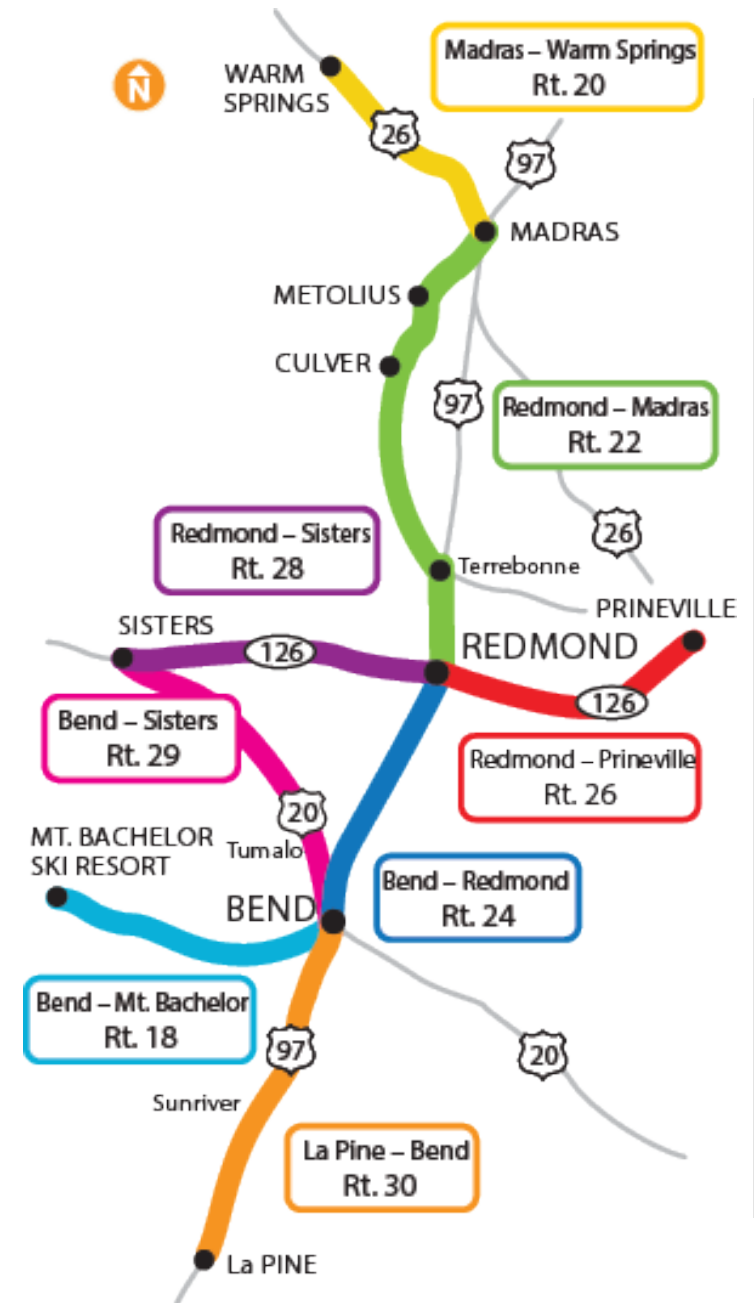 N
WARM
SPRINGS
Madras – Warm Springs
Rt. 20
26
97
MADRAS
METOLIUS
CULVER
97
Redmond – Madras
Rt. 22
26
Redmond – Sisters
Rt. 28
Terrebonne
PRINEVILLE
SISTERS
126
REDMOND
126
Bend – Sisters
Rt. 29
Redmond – Prineville
Rt. 26
20
MT. BACHELOR
SKI RESORT
Tumalo
Bend – Redmond
Rt. 24
BEND
Bend – Mt. Bachelor
Rt. 18
97
20
Sunriver
La Pine – Bend
Rt. 30
La PINE